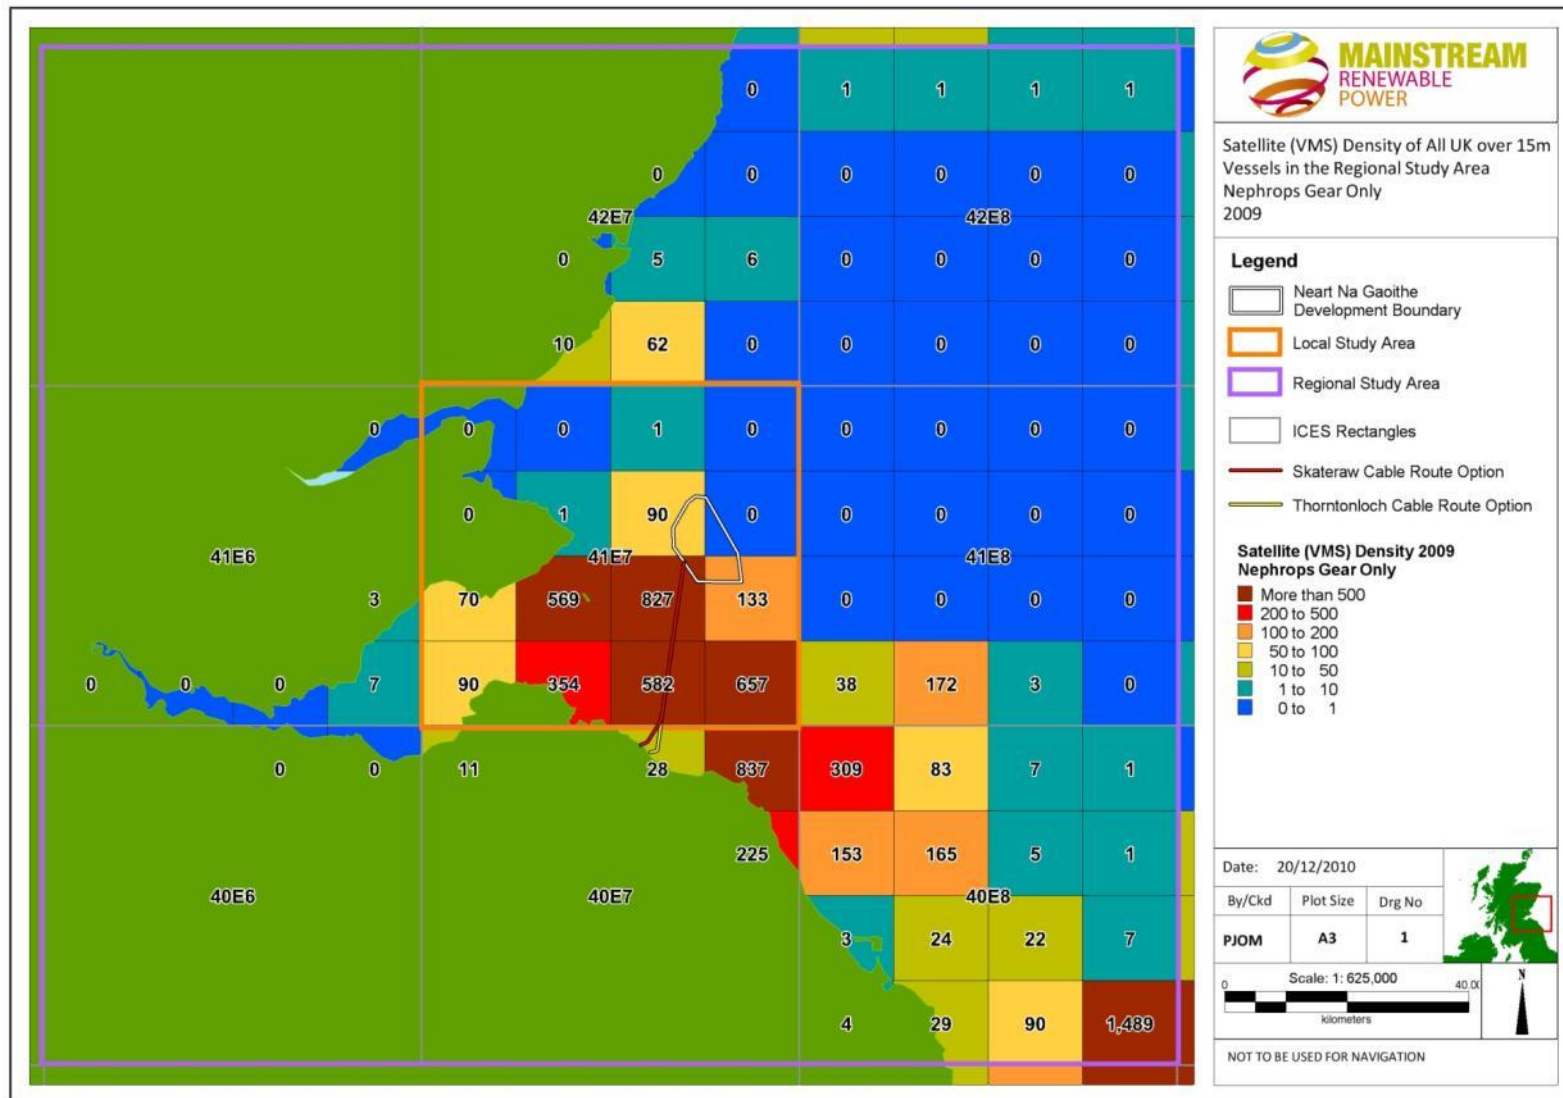 0 1 1 1 1
0 0 0 0 0 0
42E7 42E8
0 5 6 0 0 0 0
10 62 0 0 0 0 0
0 0 0 1 0 0 0 0 0
0 1 90 0 0 0 0 0
41E6 41E7 41E8
3 70 569 827 133 0 0 0 0
0 0 0 7 90 354 582 657 38 172 3 0
0 0 11 28 837 309 83 7 1
225 153 165 5 1
40E6 40E7 40E8
3 24 22 7
4 29 90 1,489
MAINSTREAM
RENEWABLE
POWER
Satellite (VMS) Density of All UK over 15m
Vessels in the Regional Study Area
Nephrops Gear Only
2009
Legend
Neart Na Gaoithe
Development Boundary
Local Study Area
Regional Study Area
ICES Rectangles
Skateraw Cable Route Option
Thorntonloch Cable Route Option
Satellite (VMS) Density 2009
Nephrops Gear Only
More than 500
200 to 500
100 to 200
50 to 100
10 to 50
1 to 10
0 to 1
Date: 20/12/2010
By/Ckd Plot Size Drg No
PJOM A3 1
Scale: 1: 625,000
0 40.0
kilometers
N
NOT TO BE USED FOR NAVIGATION